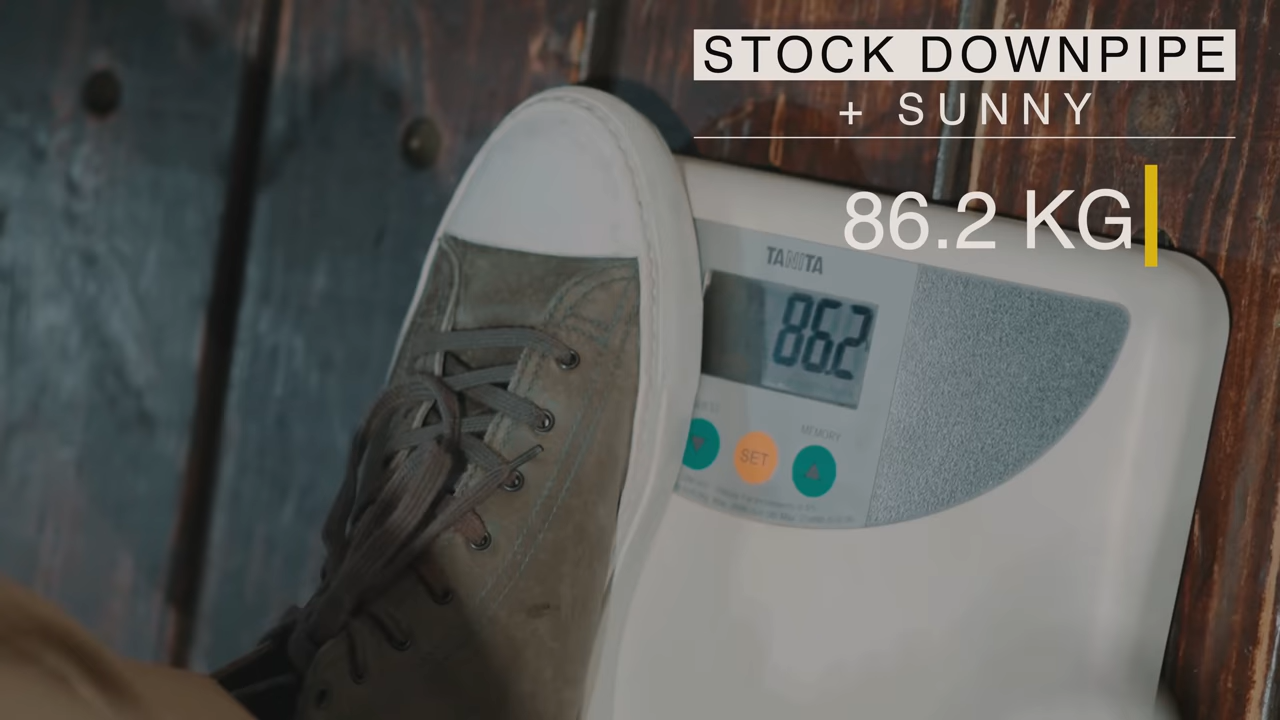 STOCK DOWNPIPE
+ SUNNY
86.2 KG
TANITA
86.2
MEMORY
SET